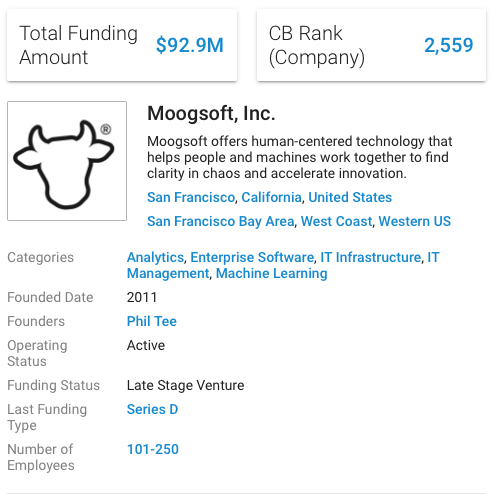 Total Funding
Amount
$92.9M
CB Rank
(Company)
2,559
®
Moogsoft, Inc.
Moogsoft offers human-centered technology that
helps people and machines work together to find
clarity in chaos and accelerate innovation.
San Francisco, California, United States
San Francisco Bay Area, West Coast, Western US
Categories
Analytics, Enterprise Software, IT Infrastructure, IT
Management, Machine Learning
Founded Date
2011
Founders
Phil Tee
Operating
Status
Active
Funding Status
Late Stage Venture
Last Funding
Type
Series D
Number of
Employees
101-250